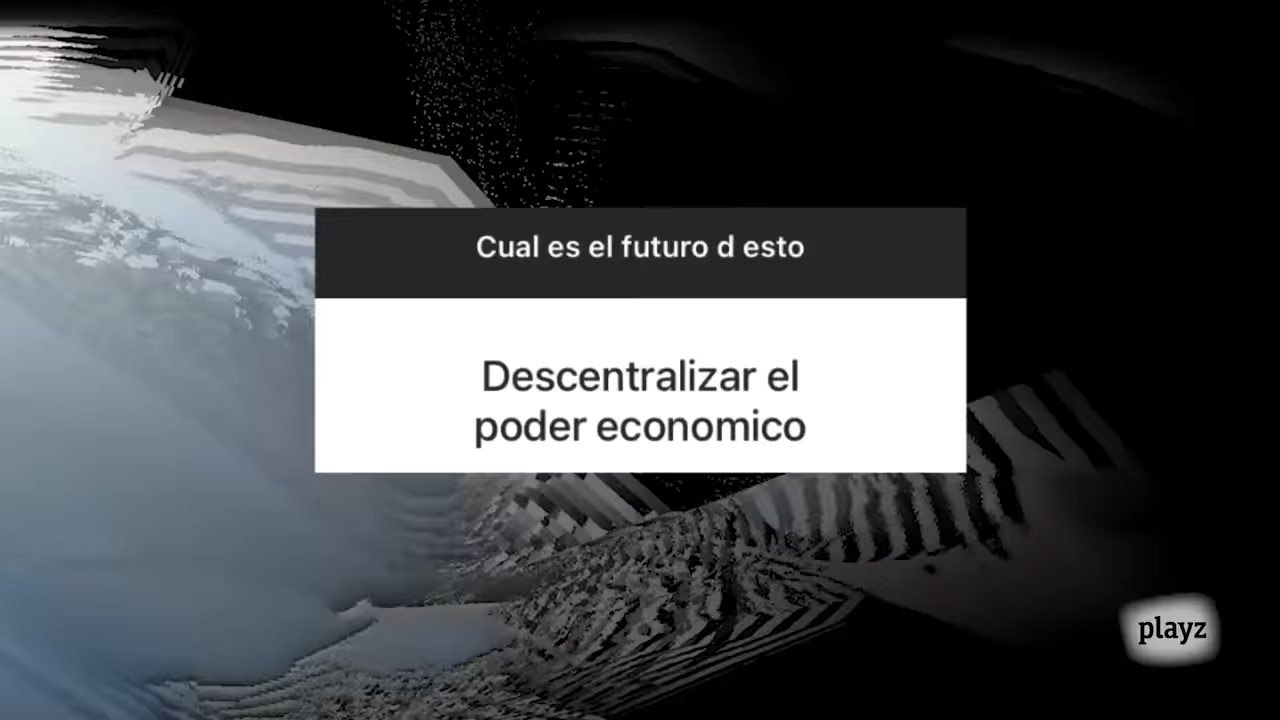 Cual es el futuro d esto
Descentralizar el
poder economico
playz